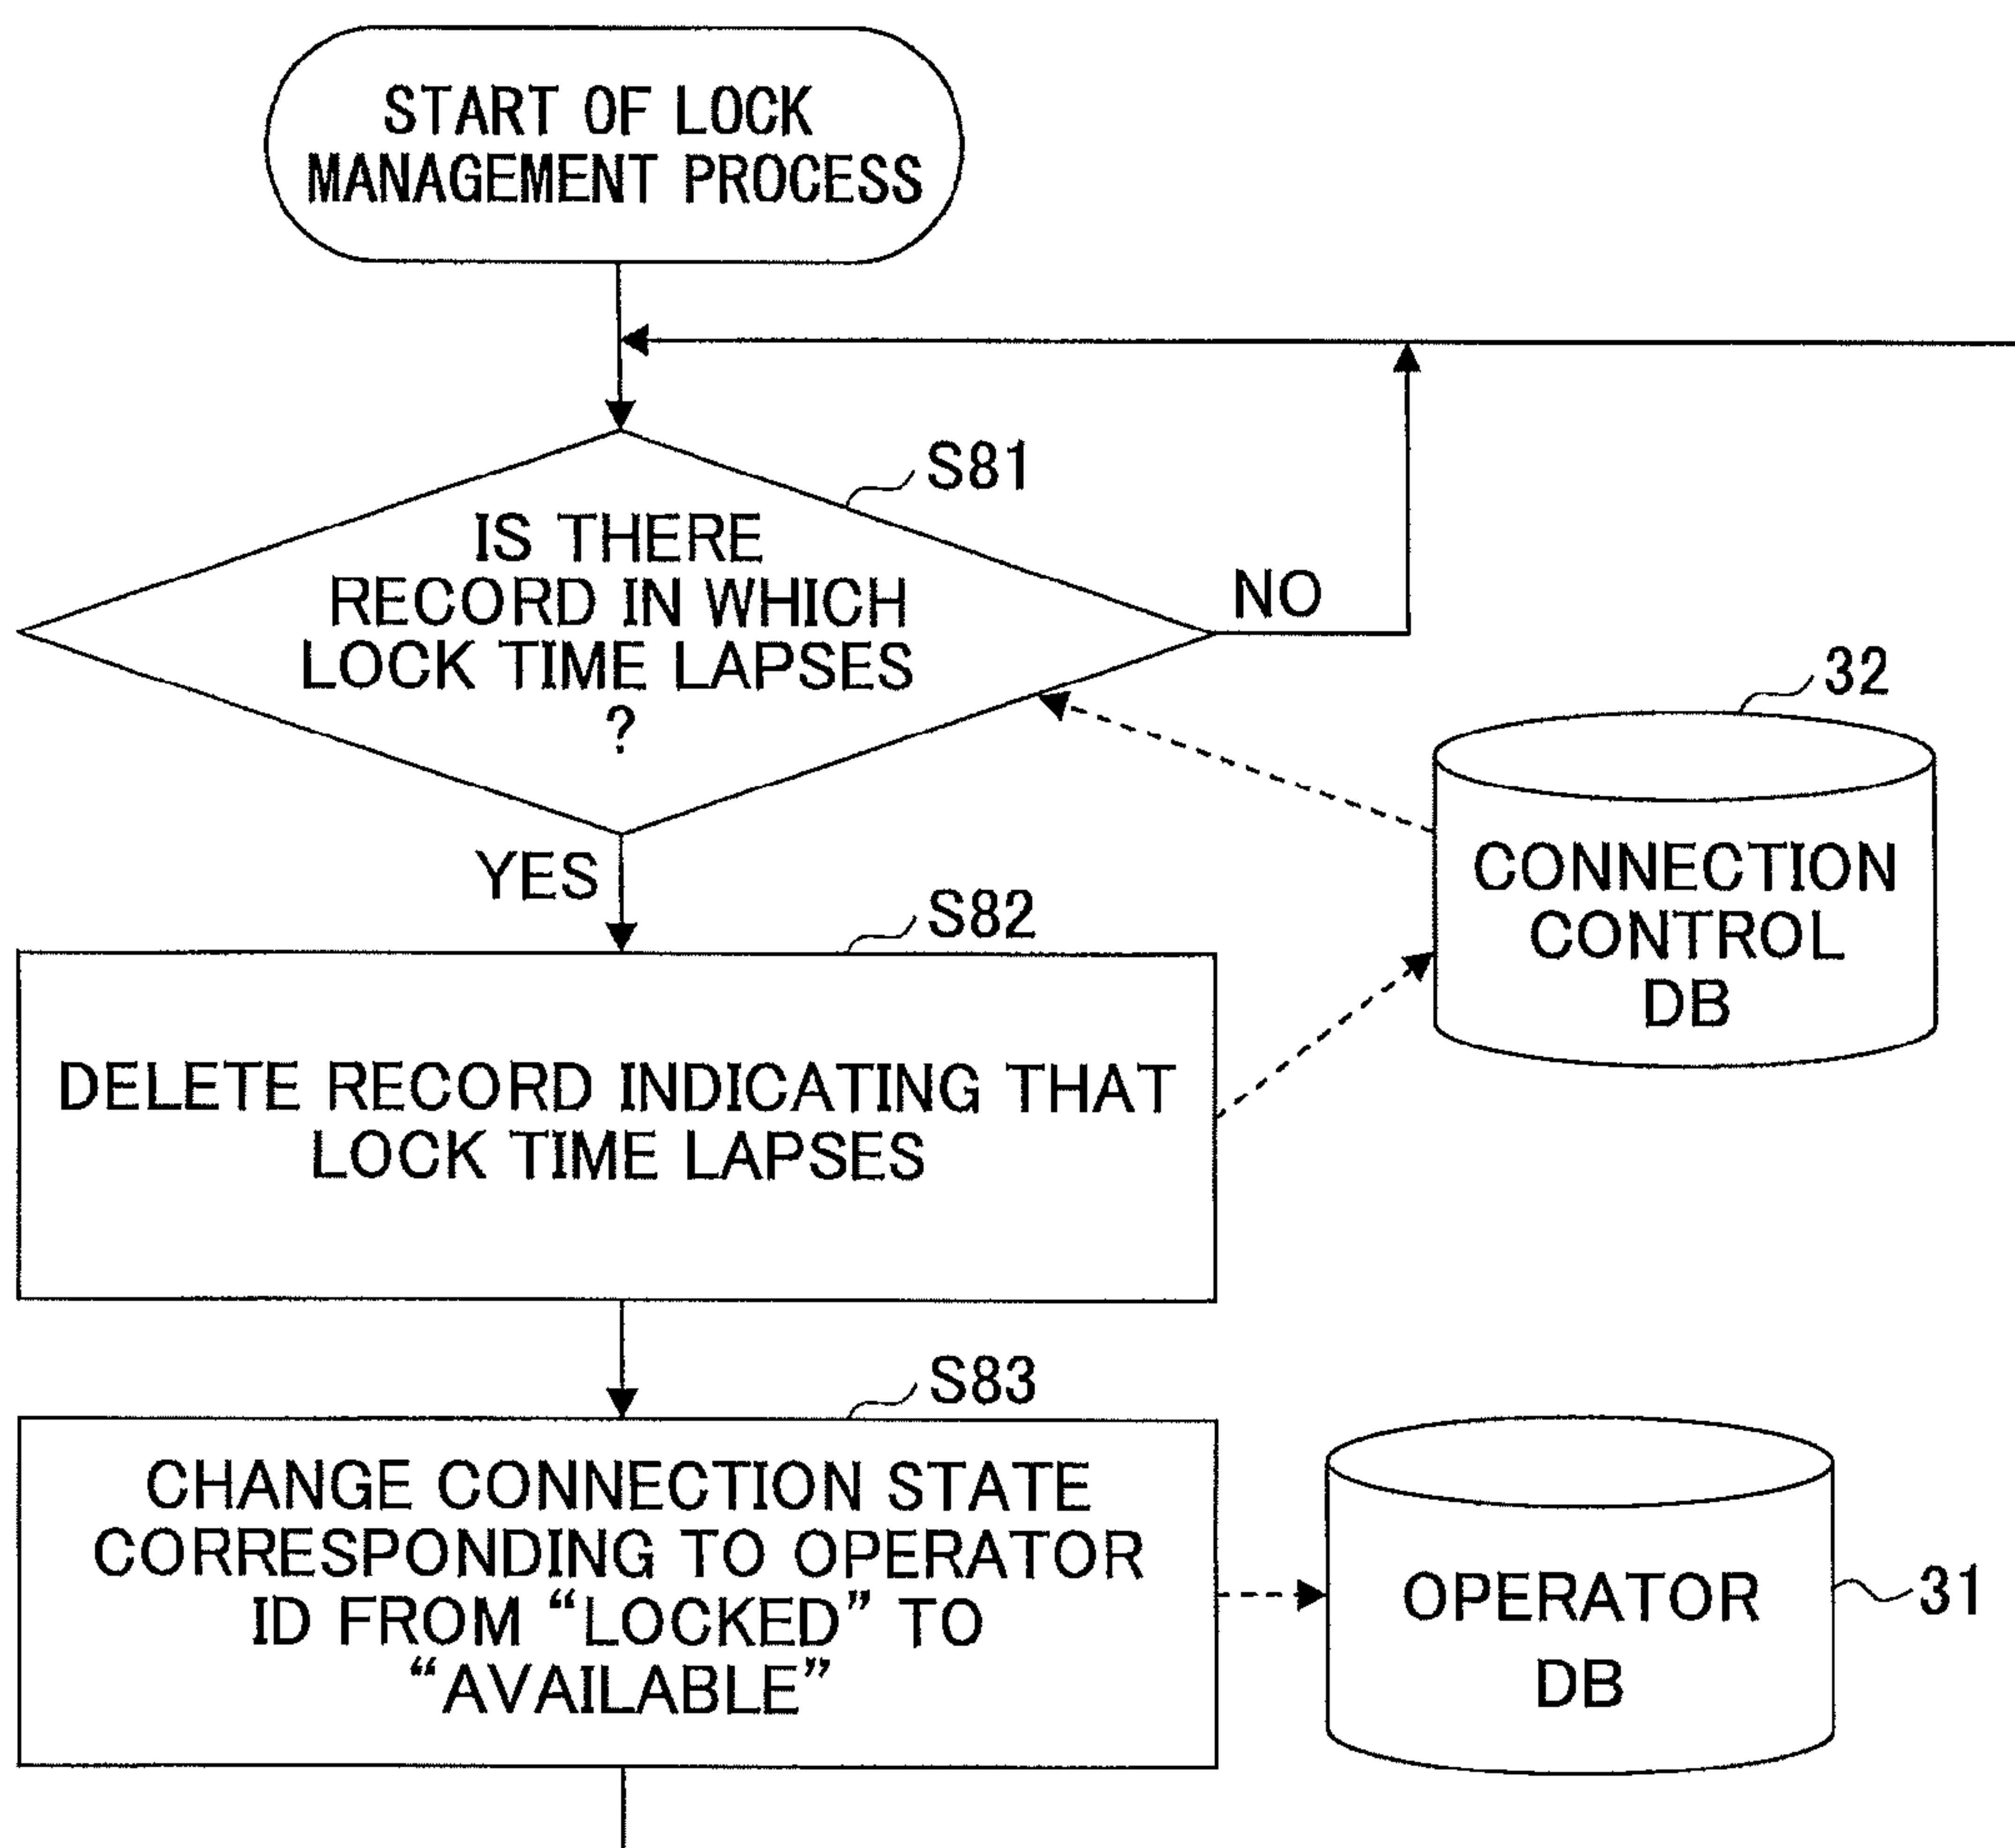 START OF LOCK
MANAGEMENT PROCESS
S81
IS THERE
RECORD IN WHICH
LOCK TIME LAPSES
?
NO
32
CONNECTION
CONTROL
DB
YES
S82
DELETE RECORD INDICATING THAT
LOCK TIME LAPSES
S83
CHANGE CONNECTION STATE
CORRESPONDING TO OPERATOR
ID FROM “LOCKED” TO
“AVAILABLE”
OPERATOR
DB
31